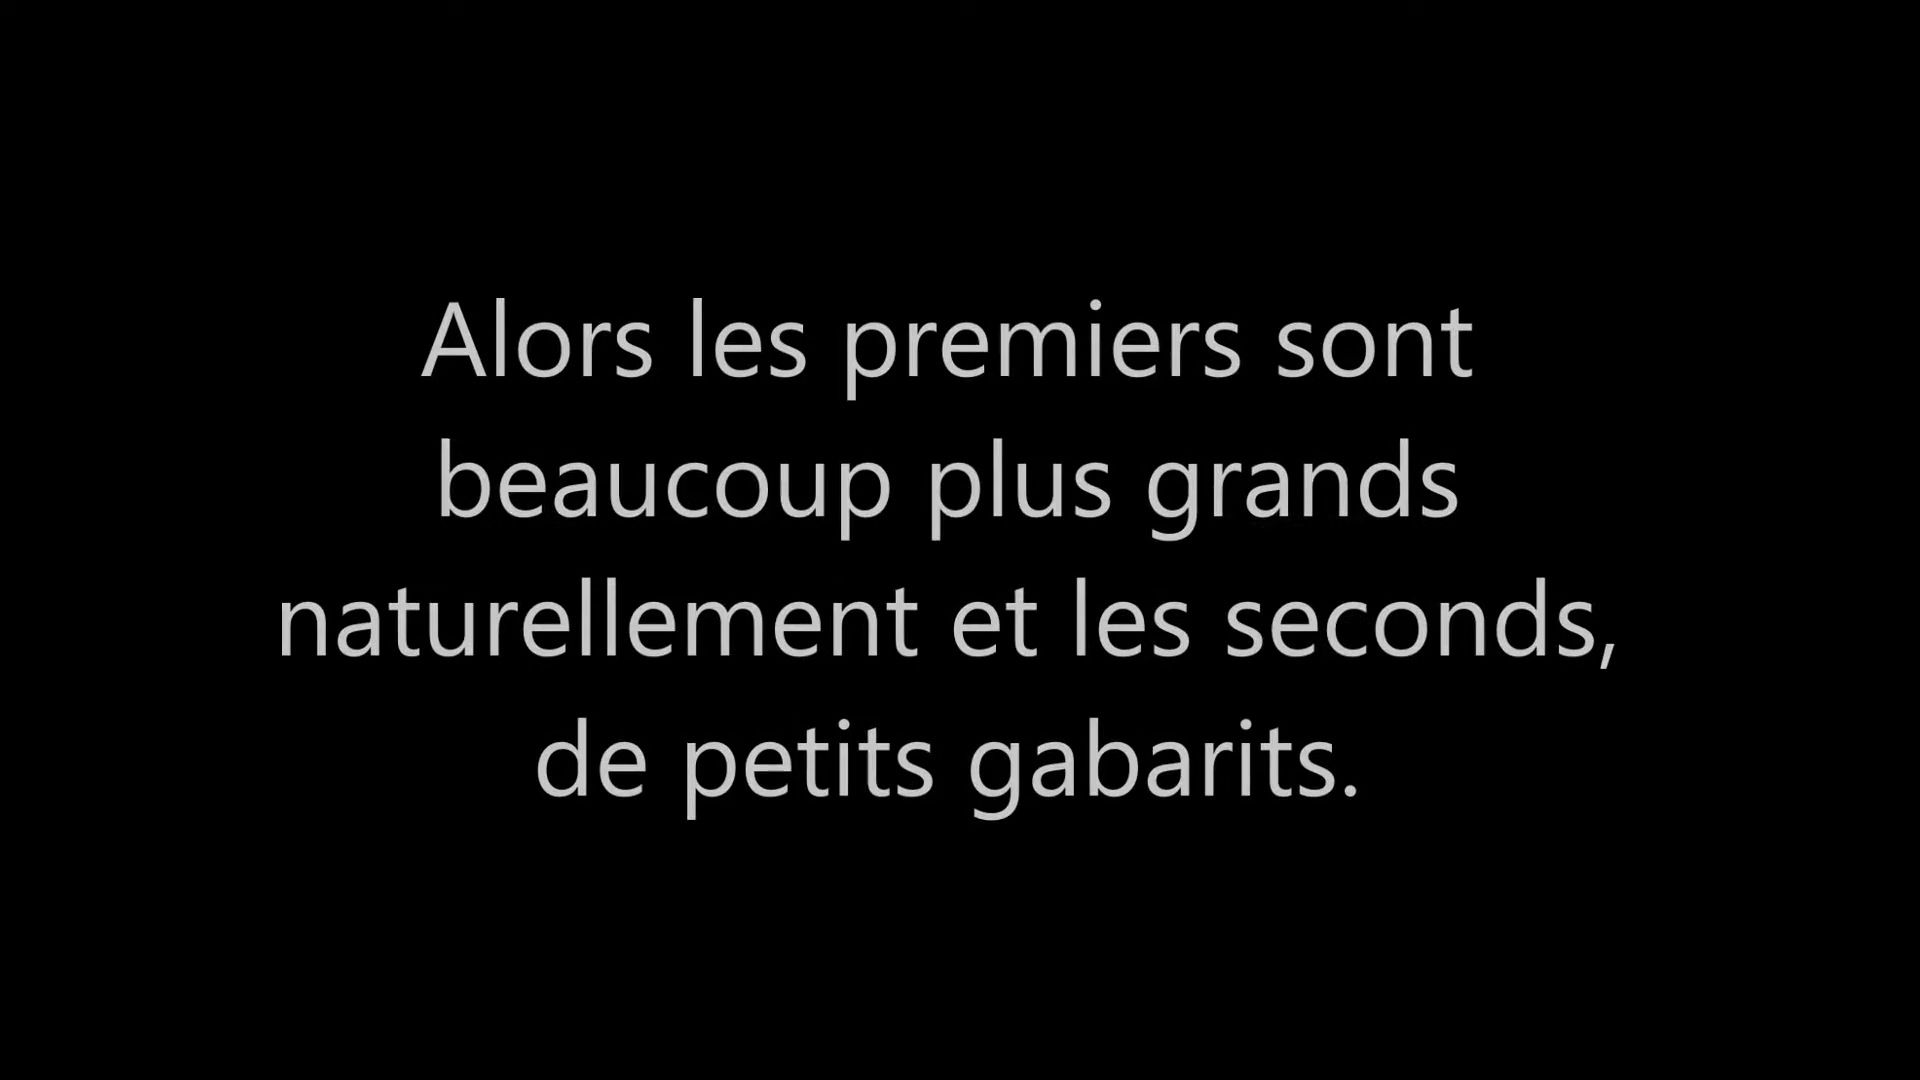 Alors les premiers sont
beaucoup plus grands
naturellement et les seconds,
de petits gabarits.